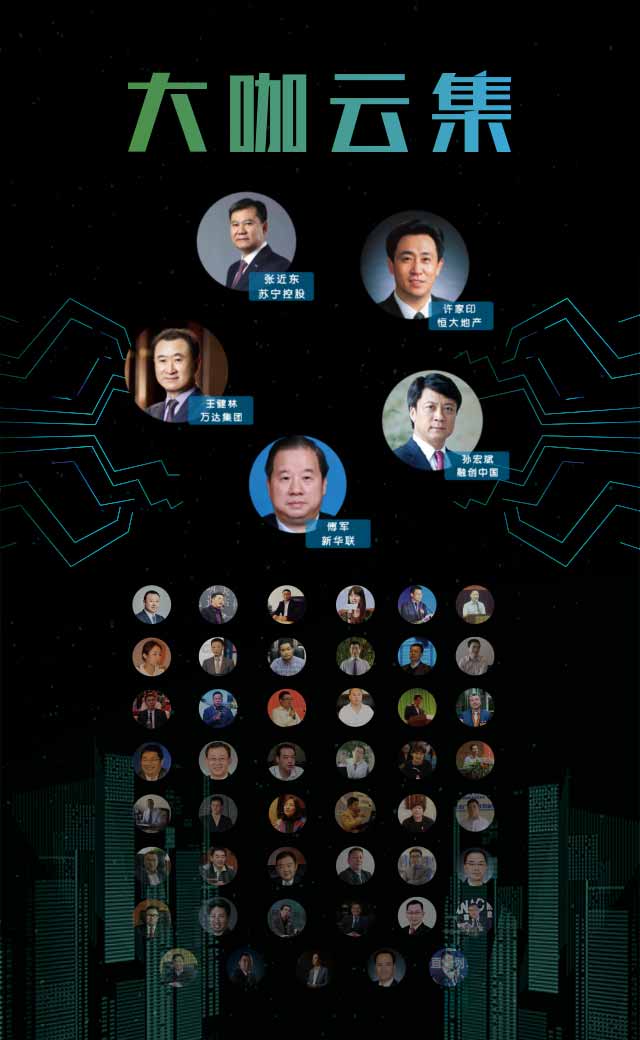 大咖云集
张近东
苏宁控股
许家印
恒大地产
王健林
万达集团
孙宏斌
融创中国
傅军
新华联